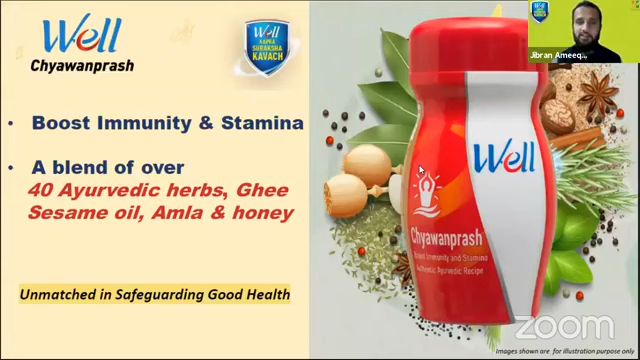 Well
Chyawanprash
Well
AAPKA
SURAKSHA
KAVACH
• Boost Immunity & Stamina
• A blend of over
40 Ayurvedic herbs, Ghee
Sesame oil, Amla & honey
Unmatched in Safeguarding Good Health
Well
Chyawanprash
Boost Immunity and Stamina
Authentic Ayurvedic Recipe
Jibran Ameeq...
zoom
Images shown are for illustration purpose only